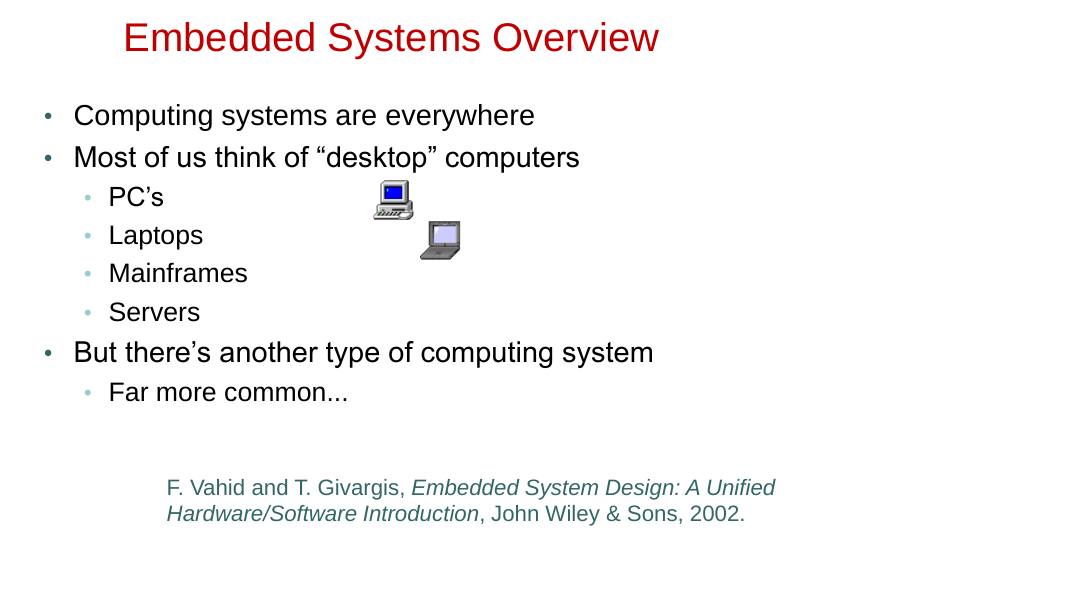 Embedded Systems Overview
• Computing systems are everywhere
• Most of us think of “desktop” computers
• PC’s
• Laptops
• Mainframes
• Servers
• But there’s another type of computing system
• Far more common...
F. Vahid and T. Givargis, Embedded System Design: A Unified
Hardware/Software Introduction, John Wiley & Sons, 2002.